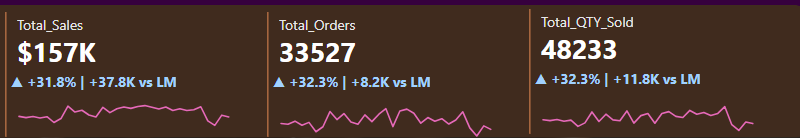 Total_Sales
$157K
▲ +31.8% | +37.8K vs LM
Total_Orders
33527
▲ +32.3% | +8.2K vs LM
Total_QTY_Sold
48233
▲ +32.3% | +11.8K vs LM